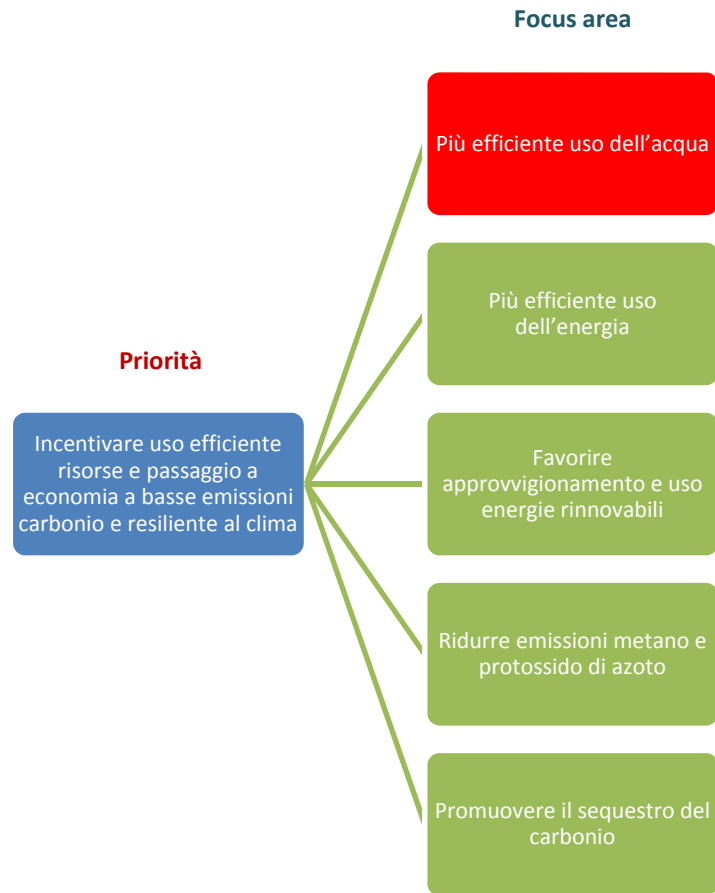 Focus area
Più efficiente uso dell’acqua
Più efficiente uso
dell’energia
Priorità
Incentivare uso efficiente
risorse e passaggio a
economia a basse emissioni
carbonio e resiliente al clima
Favorire
approvvigionamento e uso
energie rinnovabili
Ridurre emissioni metano e
protossido di azoto
Promuovere il sequestro del
carbonio